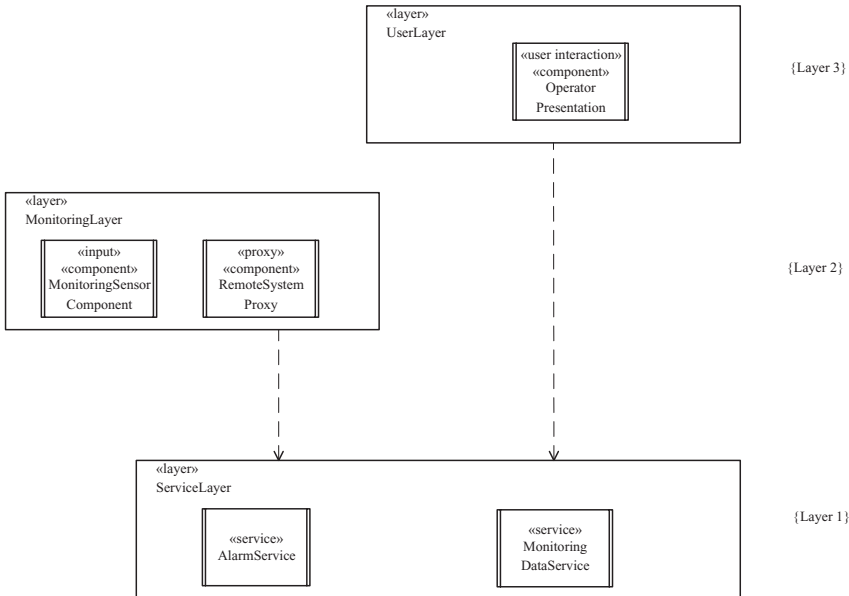 «layer»
UserLayer
«user interaction»
«component»
Operator
Presentation
{Layer 3}
«layer»
MonitoringLayer
«input»
«component»
MonitoringSensor
Component
«proxy»
«component»
RemoteSystem
Proxy
{Layer 2}
«layer»
ServiceLayer
«service»
AlarmService
«service»
Monitoring
DataService
{Layer 1}